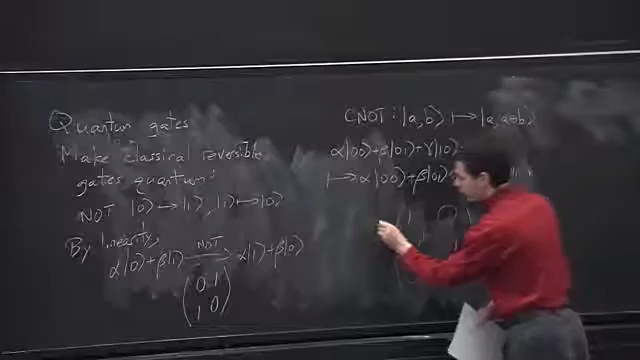 Quantum gates
Make classical reversible
gates quantum:
NOT |0⟩ ↦ |1⟩, |1⟩ ↦ |0⟩
By linearity,
α|0⟩+β|1⟩ NOT→ α|1⟩+β|0⟩
(0 1
1 0)
CNOT: |a,b⟩ ↦ |a,a⊕b⟩
α|00⟩+β|01⟩+γ|10⟩
↦ α|00⟩+β|01⟩